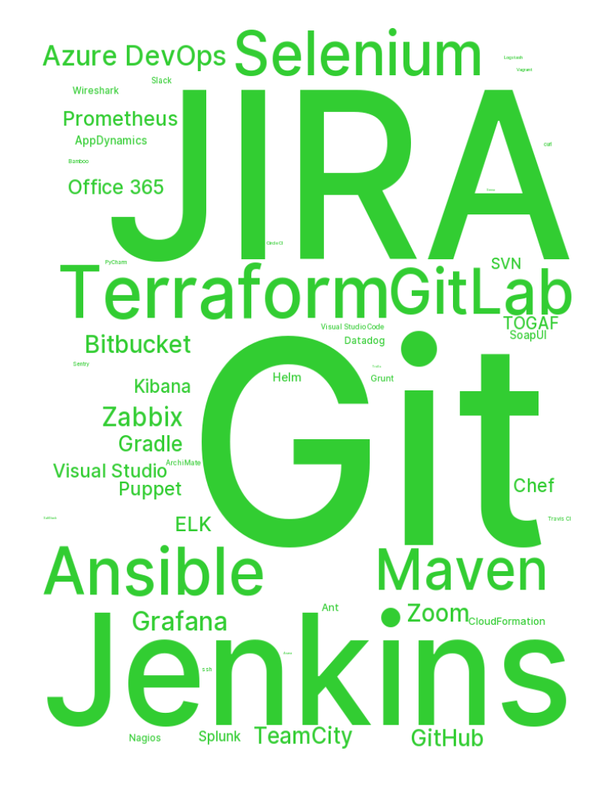 Azure DevOps
Selenium
Slack
Wireshark
Prometheus
AppDynamics
Bamboo
Office 365
JIRA
CircleCI
PyCharm
SVN
Terraform
GitLab
TOGAF
SoapUI
Visual Studio Code
Datadog
Bitbucket
Sentry
Helm
Grunt
Kibana
Zabbix
Gradle
ArchiMate
Visual Studio
Puppet
Git
Chef
ELK
Travis CI
Ansible
Maven
Ant
Zoom
CloudFormation
Grafana
Jenkins
Nagios
Splunk
TeamCity
GitHub